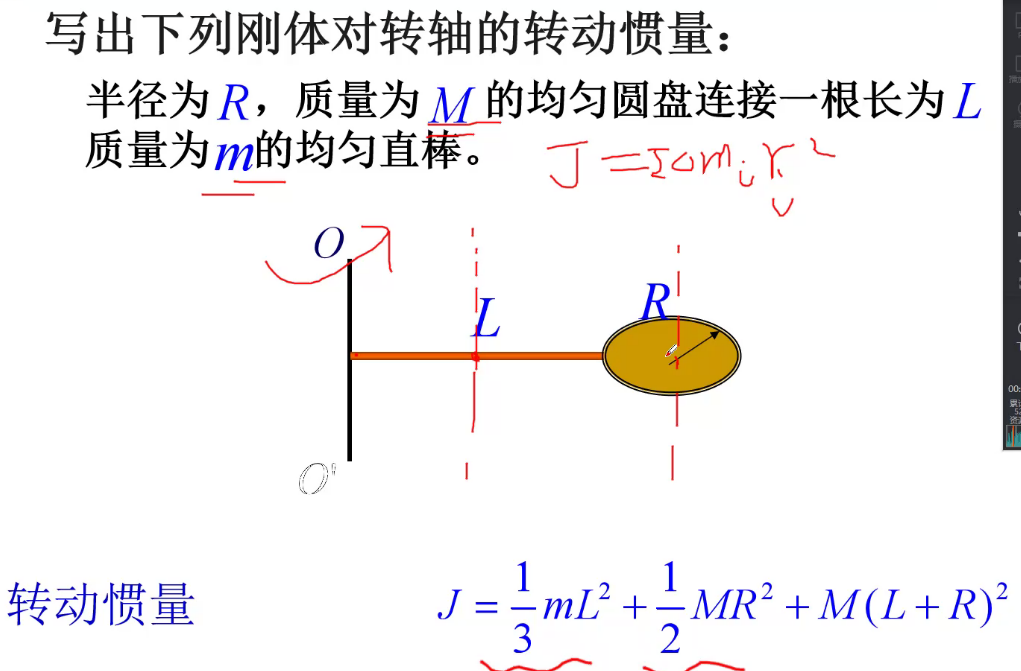 写出下列刚体对转轴的转动惯量：
半径为R，质量为M的均匀圆盘连接一根长为L
质量为m的均匀直棒。
J=ΣΔmᵢrᵢ²
O
L
R
O'
转动惯量 J = 1/3 mL² + 1/2 MR² + M(L+R)²
00: